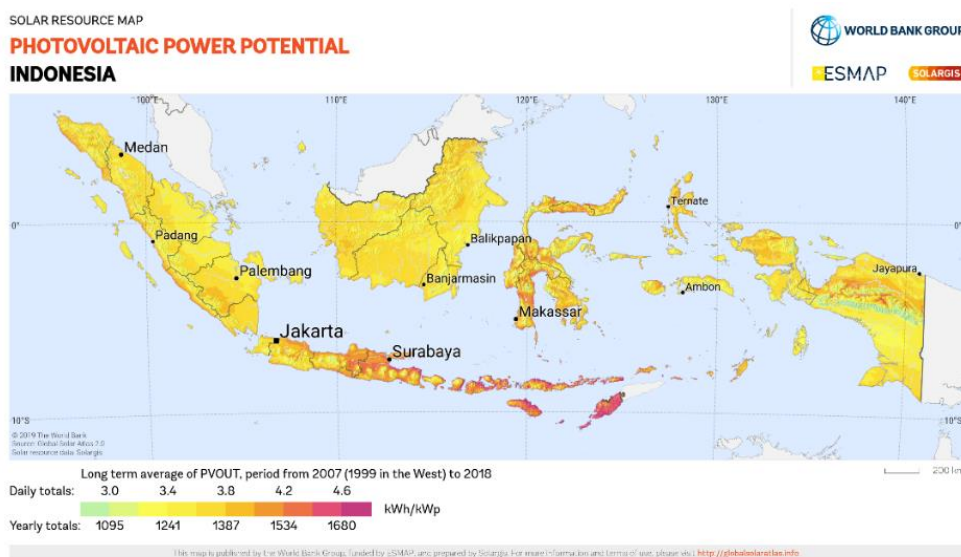 SOLAR RESOURCE MAP
PHOTOVOLTAIC POWER POTENTIAL
INDONESIA
WORLD BANK GROUP
ESMAP
SOLARGIS
100°E
110°E
120°E
130°E
140°E
Medan
Ternate
0°
0°
Padang
Balikpapan
Palembang
Banjarmasin
Jayapura
Ambon
Jakarta
Makassar
Surabaya
10°S
10°S
© 2019 The World Bank
Source: Global Solar Atlas 2.0
Solar resource data: Solargis
200 km
Long term average of PVOUT, period from 2007 (1999 in the West) to 2018
Daily totals: 3.0 3.4 3.8 4.2 4.6
kWh/kWp
Yearly totals: 1095 1241 1387 1534 1680
This map is published by the World Bank Group, funded by ESMAP, and prepared by Solargis. For more information and terms of use, please visit http://globalsolaratlas.info